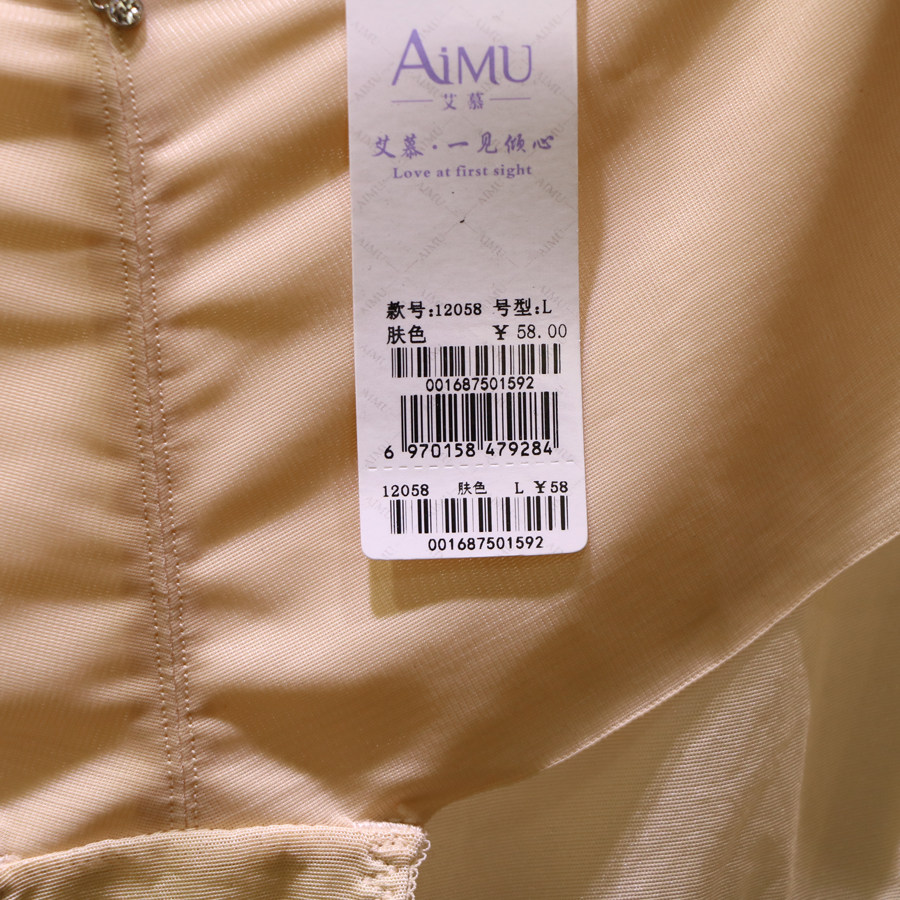 AiMU
艾慕
艾慕·一见倾心
Love at first sight
款号:12058 号型:L
肤色 ¥ 58.00
001687501592
6 970158 479284
12058 肤色 L ¥58
001687501592